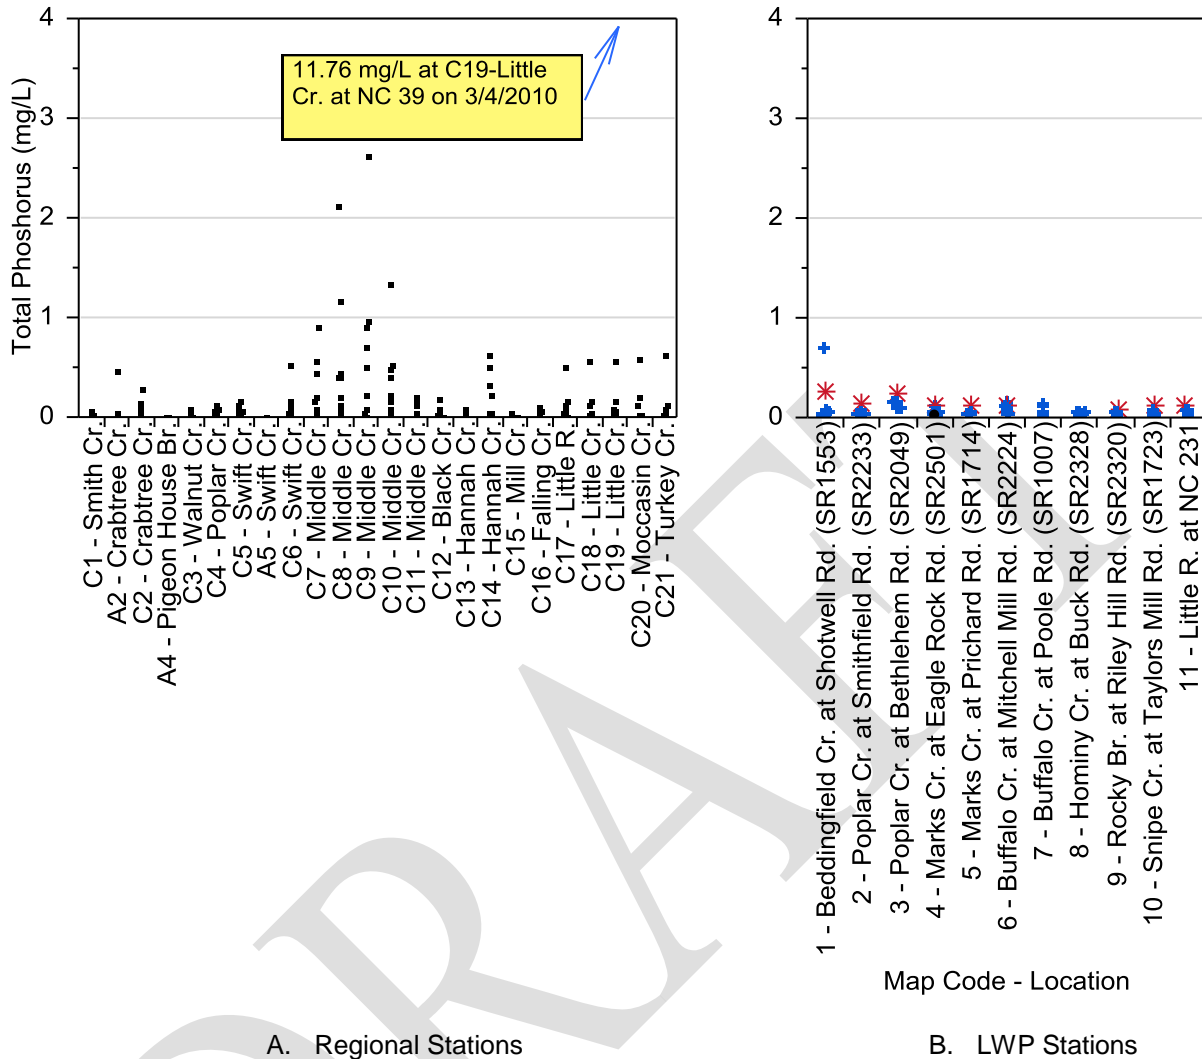 Total Phoshorus (mg/L)
4
3
2
1
0
11.76 mg/L at C19-Little
Cr. at NC 39 on 3/4/2010
C1 - Smith Cr.
A2 - Crabtree Cr.
C2 - Crabtree Cr.
A4 - Pigeon House Br.
C3 - Walnut Cr.
C4 - Poplar Cr.
C5 - Swift Cr.
A5 - Swift Cr.
C6 - Swift Cr.
C7 - Middle Cr.
C8 - Middle Cr.
C9 - Middle Cr.
C10 - Middle Cr.
C11 - Middle Cr.
C12 - Black Cr.
C13 - Hannah Cr.
C14 - Hannah Cr.
C15 - Mill Cr.
C16 - Falling Cr.
C17 - Little R.
C18 - Little Cr.
C19 - Little Cr.
C20 - Moccasin Cr.
C21 - Turkey Cr.
A. Regional Stations
4
3
2
1
0
1 - Beddingfield Cr. at Shotwell Rd. (SR1553)
2 - Poplar Cr. at Smithfield Rd. (SR2233)
3 - Poplar Cr. at Bethlehem Rd. (SR2049)
4 - Marks Cr. at Eagle Rock Rd. (SR2501)
5 - Marks Cr. at Prichard Rd. (SR1714)
6 - Buffalo Cr. at Mitchell Mill Rd. (SR2224)
7 - Buffalo Cr. at Poole Rd. (SR1007)
8 - Hominy Cr. at Buck Rd. (SR2328)
9 - Rocky Br. at Riley Hill Rd. (SR2320)
10 - Snipe Cr. at Taylors Mill Rd. (SR1723)
11 - Little R. at NC 231
Map Code - Location
B. LWP Stations
DRAFT